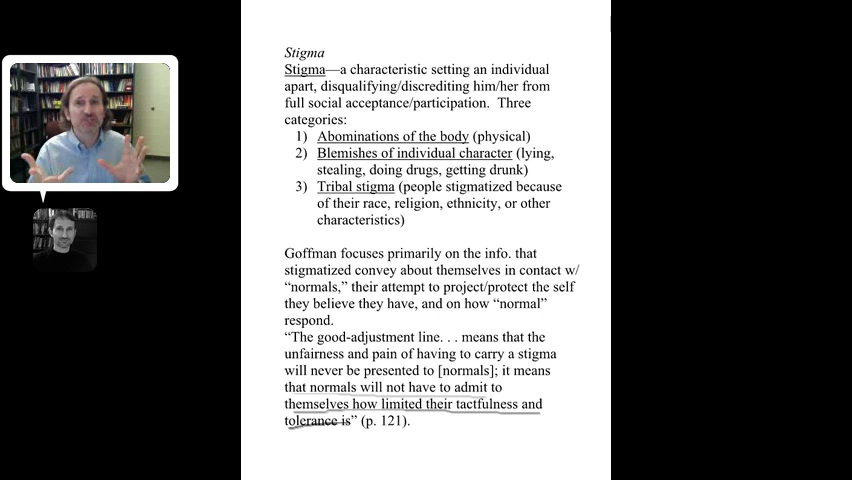 Stigma
Stigma—a characteristic setting an individual
apart, disqualifying/discrediting him/her from
full social acceptance/participation.  Three
categories:
1) Abominations of the body (physical)
2) Blemishes of individual character (lying,
stealing, doing drugs, getting drunk)
3) Tribal stigma (people stigmatized because
of their race, religion, ethnicity, or other
characteristics)
Goffman focuses primarily on the info. that
stigmatized convey about themselves in contact w/
“normals,” their attempt to project/protect the self
they believe they have, and on how “normal”
respond.
“The good-adjustment line. . . means that the
unfairness and pain of having to carry a stigma
will never be presented to [normals]; it means
that normals will not have to admit to
themselves how limited their tactfulness and
tolerance is” (p. 121).